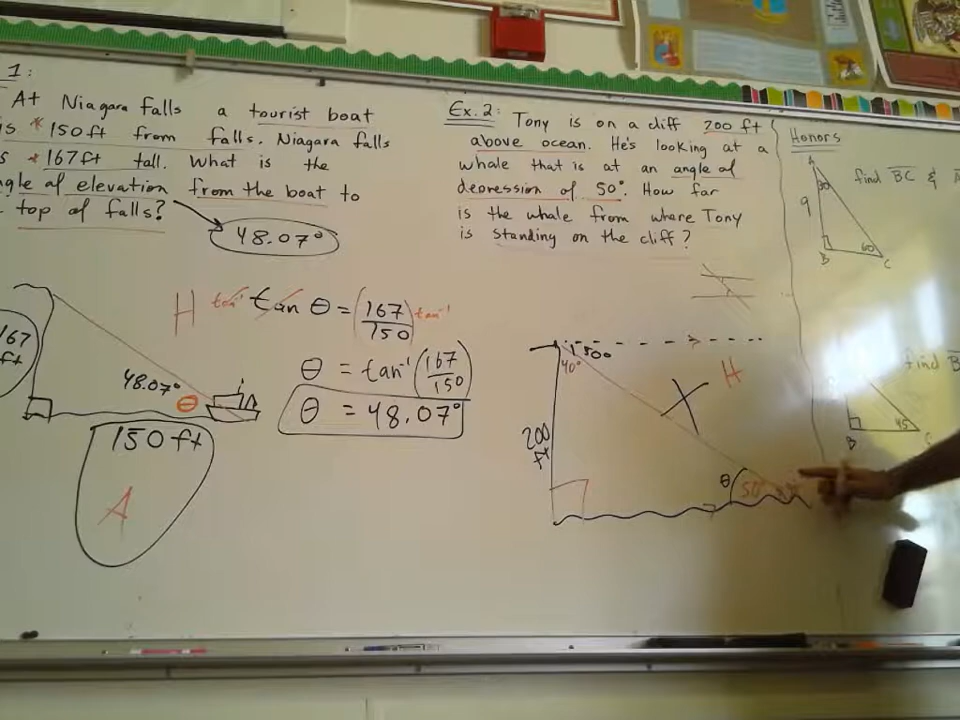 1:
At Niagara falls a tourist boat
is *150ft from falls. Niagara falls
*167ft tall. What is the
angle of elevation from the boat to
top of falls?
48.07°
H tan⁻¹ tan θ = (167/150) tan⁻¹
θ = tan⁻¹ (167/150)
θ = 48.07°
167
ft
48.07°
θ
150 ft
A
Ex. 2: Tony is on a cliff 200 ft
above ocean. He's looking at a
whale that is at an angle of
depression of 50°. How far
is the whale from where Tony
is standing on the cliff?
50°
40°
X
H
200
ft
θ
50°
Honors
A
30
find BC &
9
60
B
C
find B
45
B
C